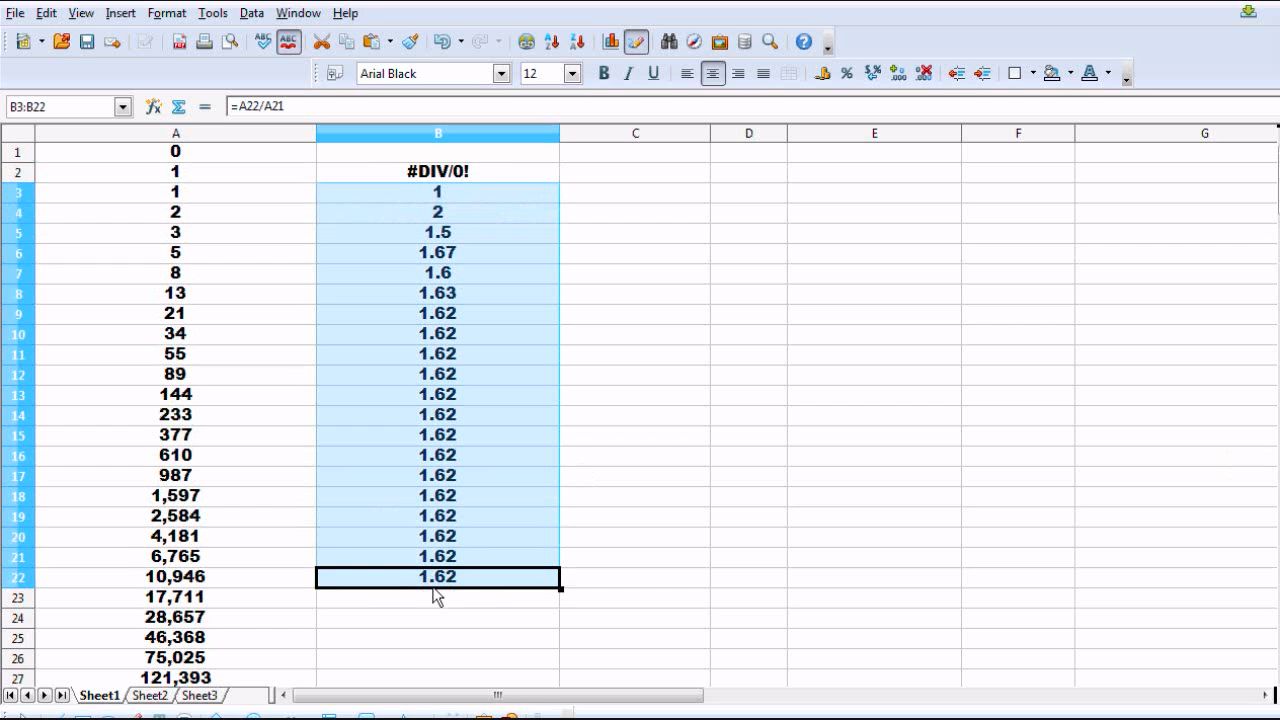 File Edit View Insert Format Tools Data Window Help
Arial Black 12 B I U
B3:B22 =A22/A21
A B C D E F G
1 0
2 1 #DIV/0!
3 1 1
4 2 2
5 3 1.5
6 5 1.67
7 8 1.6
8 13 1.63
9 21 1.62
10 34 1.62
11 55 1.62
12 89 1.62
13 144 1.62
14 233 1.62
15 377 1.62
16 610 1.62
17 987 1.62
18 1,597 1.62
19 2,584 1.62
20 4,181 1.62
21 6,765 1.62
22 10,946 1.62
23 17,711
24 28,657
25 46,368
26 75,025
27 121,393
Sheet1 Sheet2 Sheet3